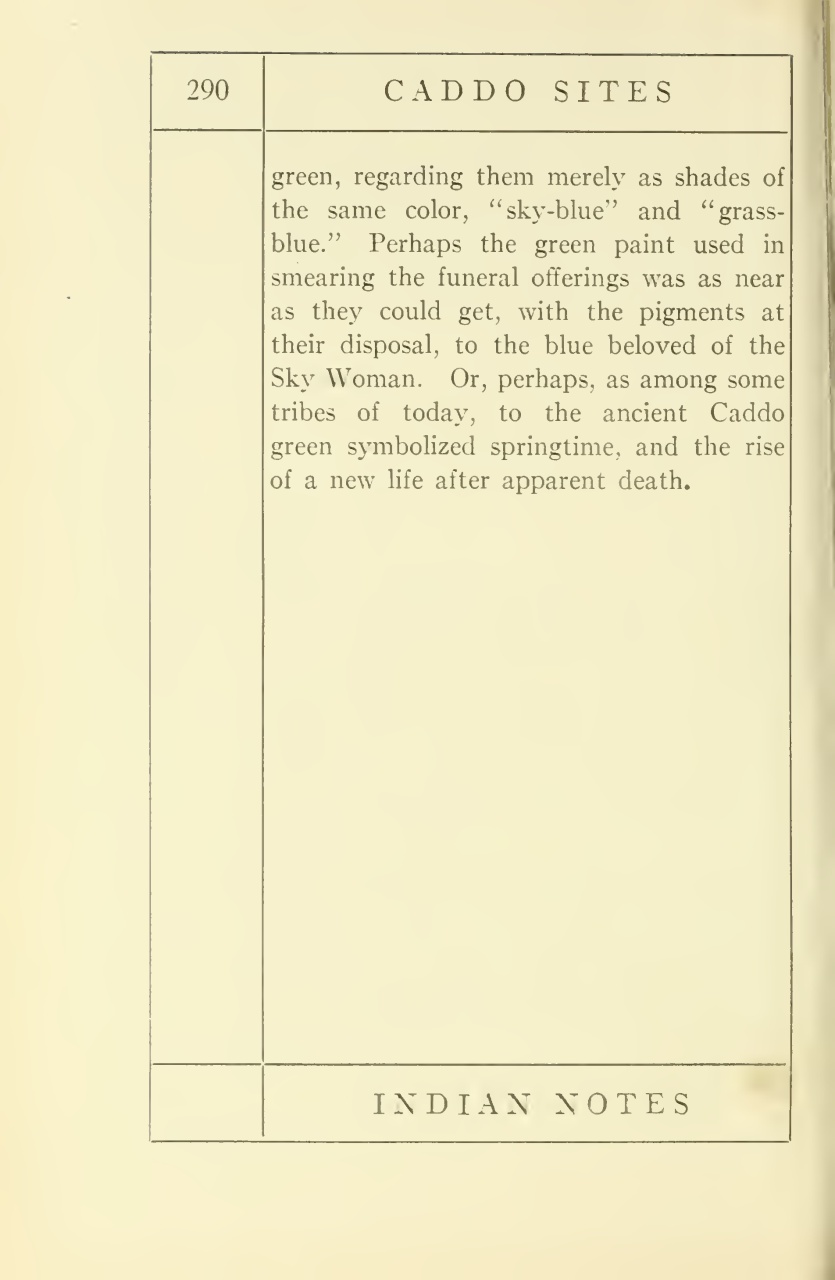 290
CADDO SITES
green, regarding them merely as shades of
the same color, “sky-blue” and “grass-
blue.” Perhaps the green paint used in
smearing the funeral offerings was as near
as they could get, with the pigments at
their disposal, to the blue beloved of the
Sky Woman. Or, perhaps, as among some
tribes of today, to the ancient Caddo
green symbolized springtime, and the rise
of a new life after apparent death.
INDIAN NOTES